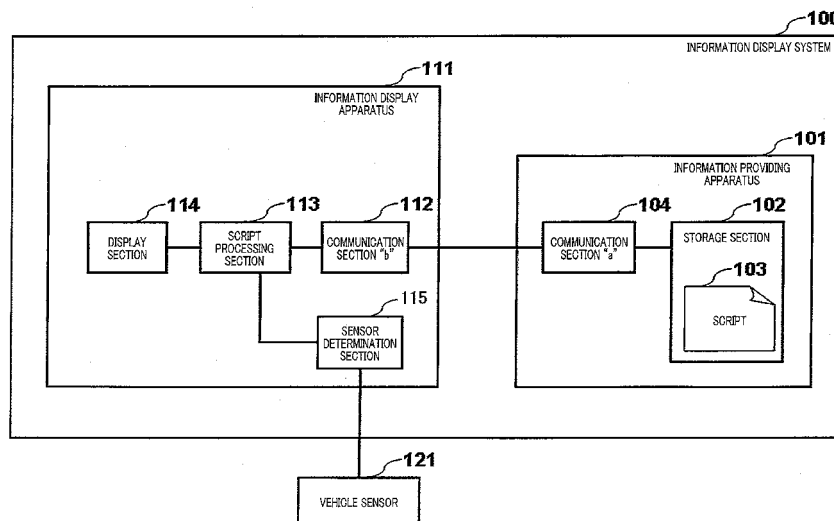 100
INFORMATION DISPLAY SYSTEM
111
INFORMATION DISPLAY
APPARATUS
101
INFORMATION PROVIDING
APPARATUS
114
DISPLAY
SECTION
113
SCRIPT
PROCESSING
SECTION
112
COMMUNICATION
SECTION "b"
104
COMMUNICATION
SECTION "a"
102
STORAGE SECTION
103
SCRIPT
115
SENSOR
DETERMINATION
SECTION
121
VEHICLE SENSOR